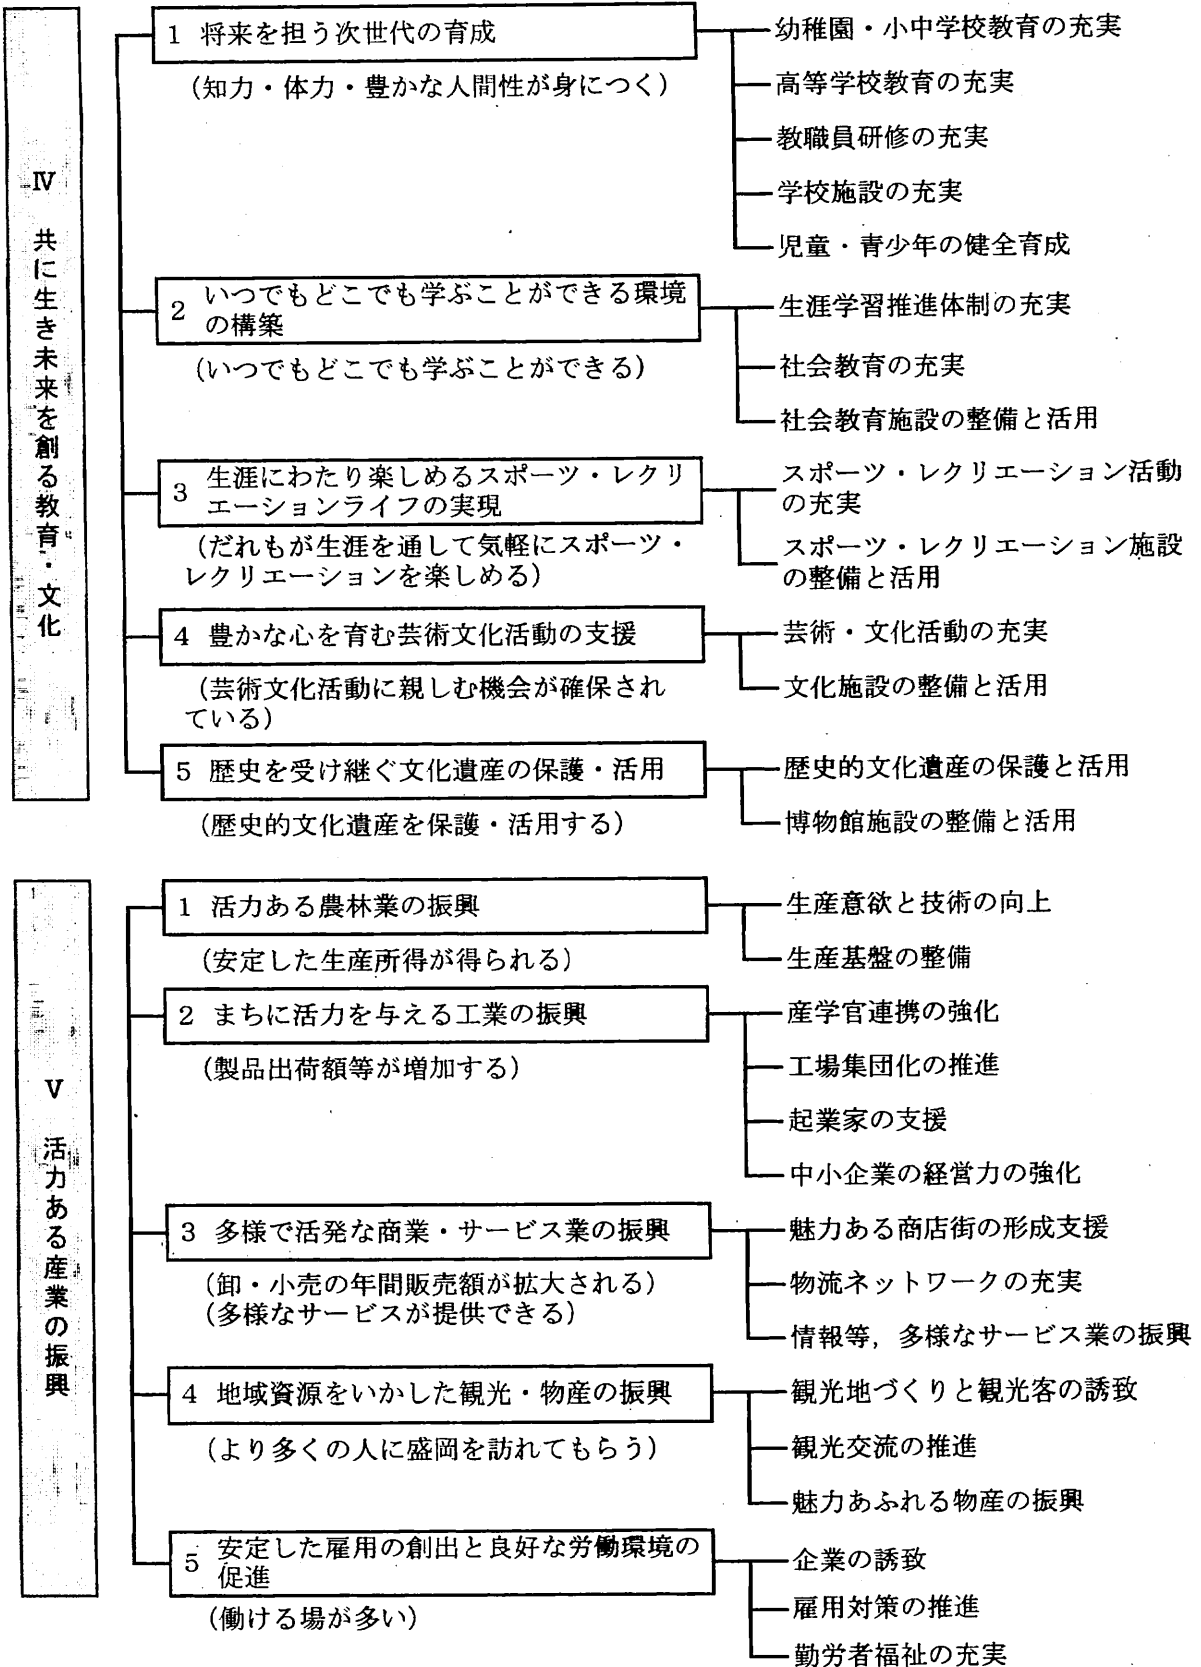 Ⅳ 共に生き未来を創る教育・文化
1 将来を担う次世代の育成
(知力・体力・豊かな人間性が身につく)
幼稚園・小中学校教育の充実
高等学校教育の充実
教職員研修の充実
学校施設の充実
児童・青少年の健全育成
2 いつでもどこでも学ぶことができる環境
の構築
(いつでもどこでも学ぶことができる)
生涯学習推進体制の充実
社会教育の充実
社会教育施設の整備と活用
3 生涯にわたり楽しめるスポーツ・レクリ
エーションライフの実現
(だれもが生涯を通して気軽にスポーツ・
レクリエーションを楽しめる)
スポーツ・レクリエーション活動
の充実
スポーツ・レクリエーション施設
の整備と活用
4 豊かな心を育む芸術文化活動の支援
(芸術文化活動に親しむ機会が確保され
ている)
芸術・文化活動の充実
文化施設の整備と活用
5 歴史を受け継ぐ文化遺産の保護・活用
(歴史的文化遺産を保護・活用する)
歴史的文化遺産の保護と活用
博物館施設の整備と活用
Ⅴ 活力ある産業の振興
1 活力ある農林業の振興
(安定した生産所得が得られる)
生産意欲と技術の向上
生産基盤の整備
2 まちに活力を与える工業の振興
(製品出荷額等が増加する)
産学官連携の強化
工場集団化の推進
起業家の支援
中小企業の経営力の強化
3 多様で活発な商業・サービス業の振興
(卸・小売の年間販売額が拡大される)
(多様なサービスが提供できる)
魅力ある商店街の形成支援
物流ネットワークの充実
情報等，多様なサービス業の振興
4 地域資源をいかした観光・物産の振興
(より多くの人に盛岡を訪れてもらう)
観光地づくりと観光客の誘致
観光交流の推進
魅力あふれる物産の振興
5 安定した雇用の創出と良好な労働環境の
促進
(働ける場が多い)
企業の誘致
雇用対策の推進
勤労者福祉の充実